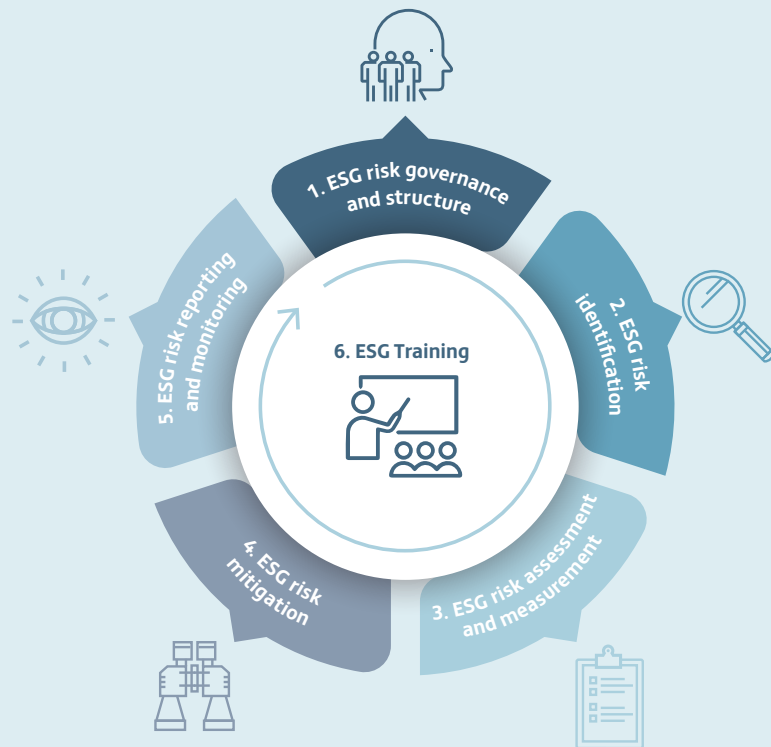 1. ESG risk governance
and structure
2. ESG risk
identification
3. ESG risk assessment
and measurement
4. ESG risk
mitigation
5. ESG risk reporting
and monitoring
6. ESG Training